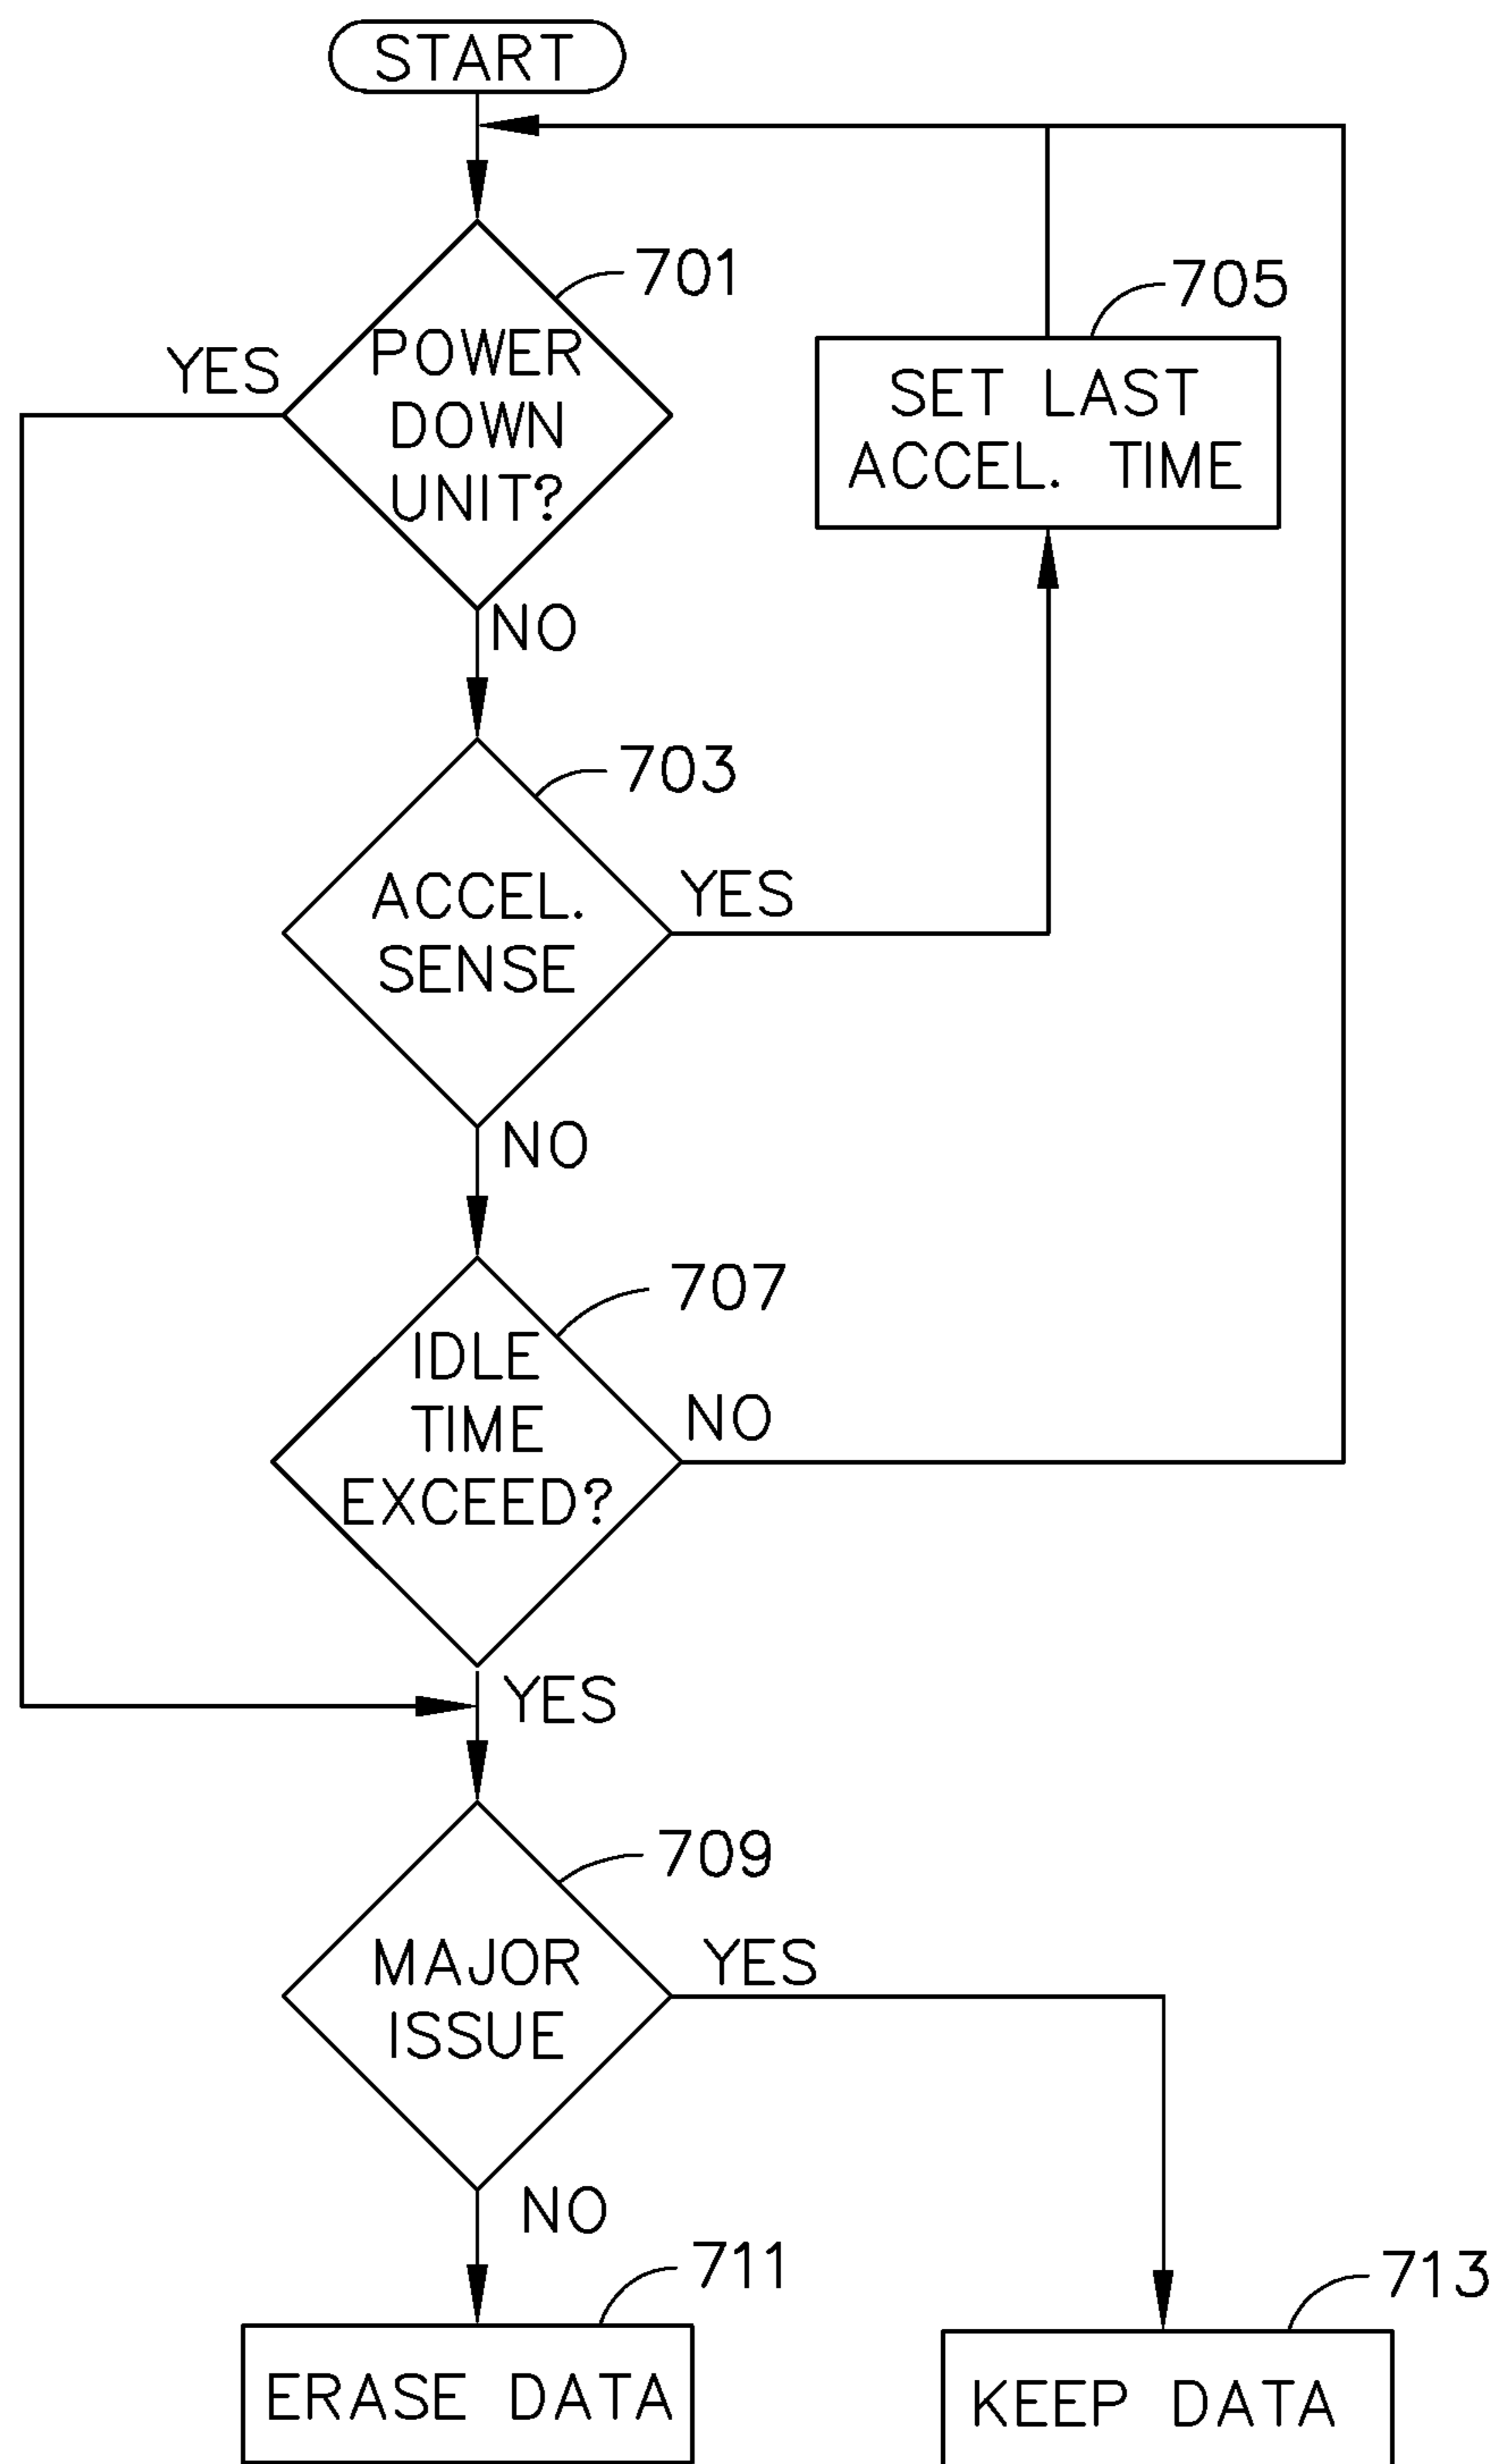 START
701
705
YES
POWER
DOWN
UNIT?
SET LAST
ACCEL. TIME
NO
703
ACCEL.
SENSE
YES
NO
707
IDLE
TIME
EXCEED?
NO
YES
709
MAJOR
ISSUE
YES
NO
711
713
ERASE DATA
KEEP DATA